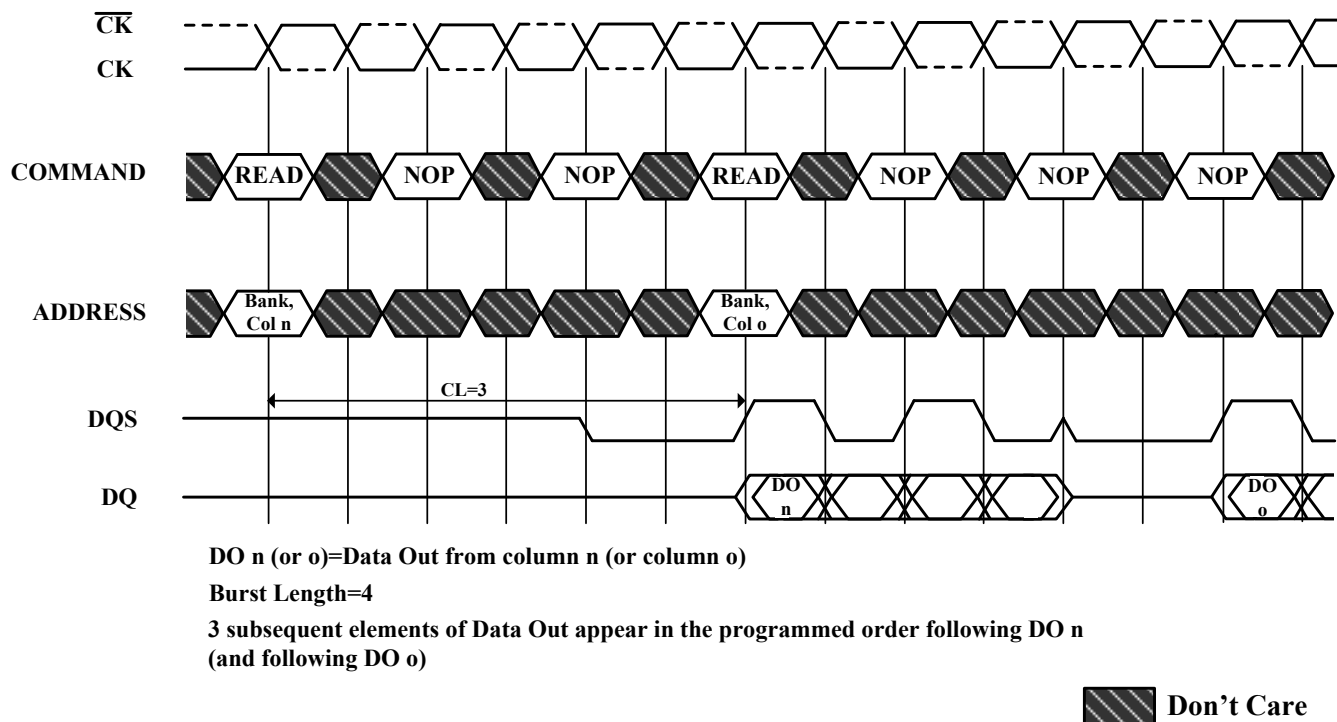 CK
CK
COMMAND
READ NOP NOP READ NOP NOP NOP
ADDRESS
Bank,
Col n
Bank,
Col o
CL=3
DQS
DQ
DO
n
DO
o
DO n (or o)=Data Out from column n (or column o)
Burst Length=4
3 subsequent elements of Data Out appear in the programmed order following DO n
(and following DO o)
Don't Care